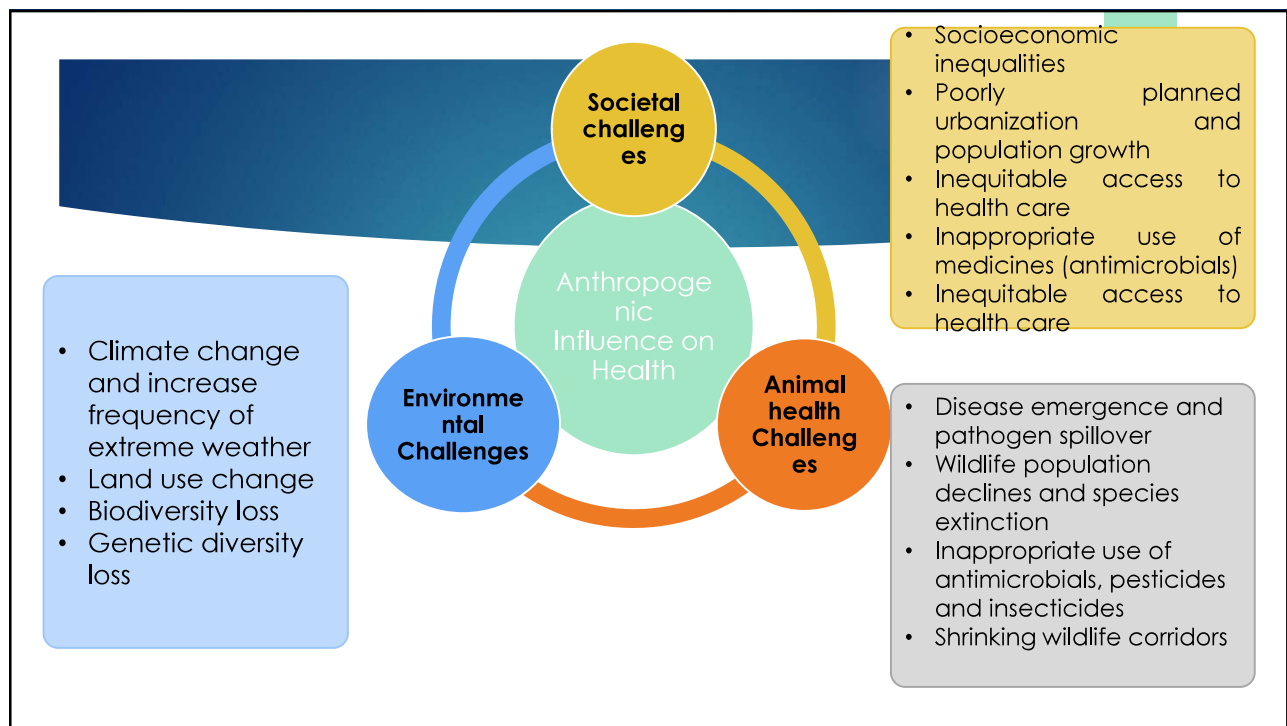 Societal
challeng
es
Anthropoge
nic
Influence on
Health
Environme
ntal
Challenges
Animal
health
Challeng
es
• Socioeconomic
inequalities
• Poorly planned
urbanization and
population growth
• Inequitable access to
health care
• Inappropriate use of
medicines (antimicrobials)
• Inequitable access to
health care
• Climate change
and increase
frequency of
extreme weather
• Land use change
• Biodiversity loss
• Genetic diversity
loss
• Disease emergence and
pathogen spillover
• Wildlife population
declines and species
extinction
• Inappropriate use of
antimicrobials, pesticides
and insecticides
• Shrinking wildlife corridors